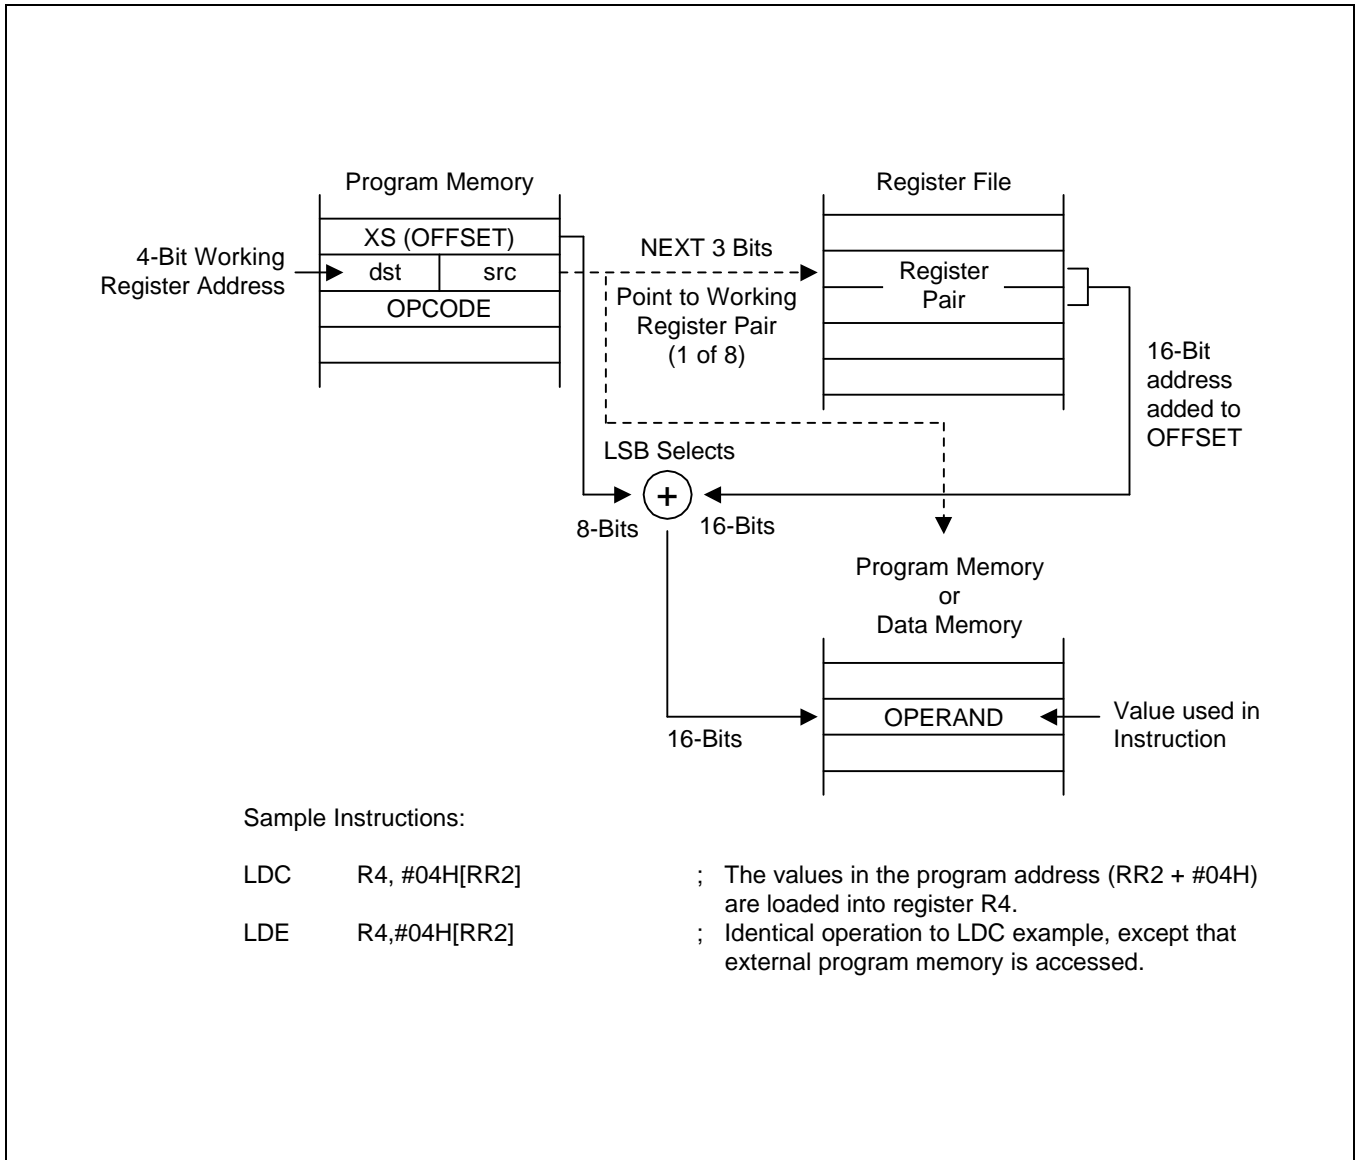 Program Memory
Register File
XS (OFFSET)
4-Bit Working
Register Address
dst
src
OPCODE
NEXT 3 Bits
Point to Working
Register Pair
(1 of 8)
Register
Pair
16-Bit
address
added to
OFFSET
LSB Selects
+
8-Bits
16-Bits
Program Memory
or
Data Memory
OPERAND
16-Bits
Value used in
Instruction
Sample Instructions:
LDC R4, #04H[RR2] ; The values in the program address (RR2 + #04H)
are loaded into register R4.
LDE R4,#04H[RR2] ; Identical operation to LDC example, except that
external program memory is accessed.